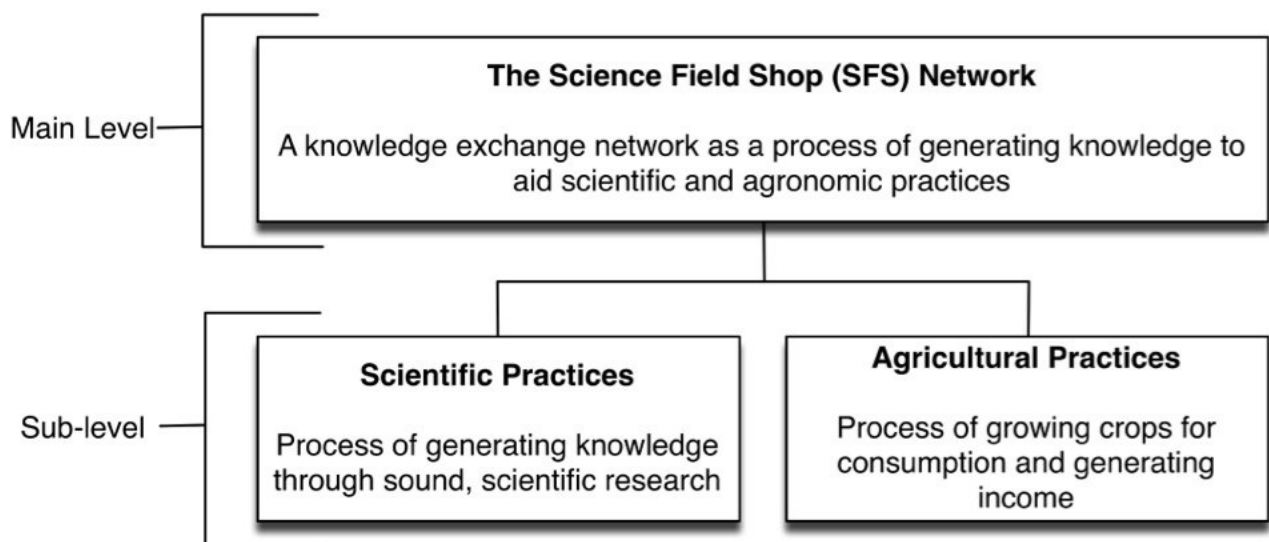 The Science Field Shop (SFS) Network
Main Level
A knowledge exchange network as a process of generating knowledge to
aid scientific and agronomic practices
Sub-level
Scientific Practices
Process of generating knowledge
through sound, scientific research
Agricultural Practices
Process of growing crops for
consumption and generating
income